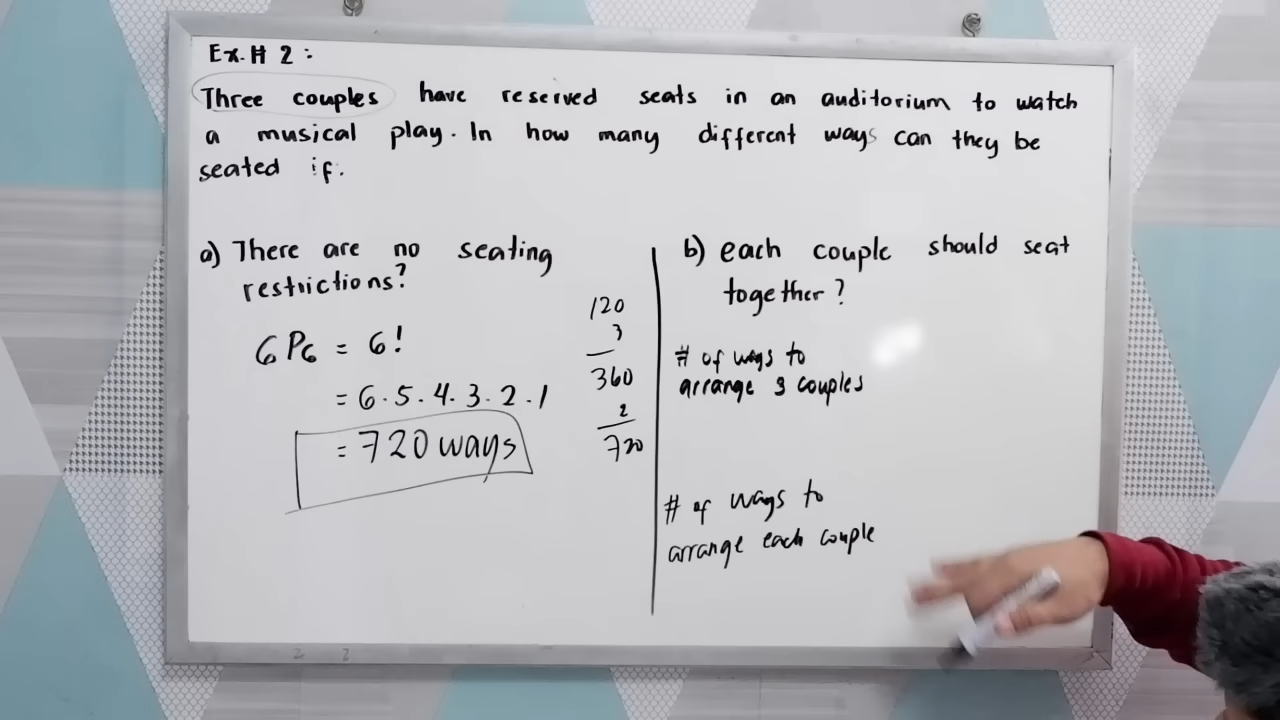 Ex. # 2 :
Three couples have reserved seats in an auditorium to watch
a musical play. In how many different ways can they be
seated if.
a) There are no seating
restrictions?
6P6 = 6!
= 6·5·4·3·2·1
= 720 ways
120
3
360
2
720
b) each couple should seat
together?
# of ways to
arrange 3 couples
# of ways to
arrange each couple